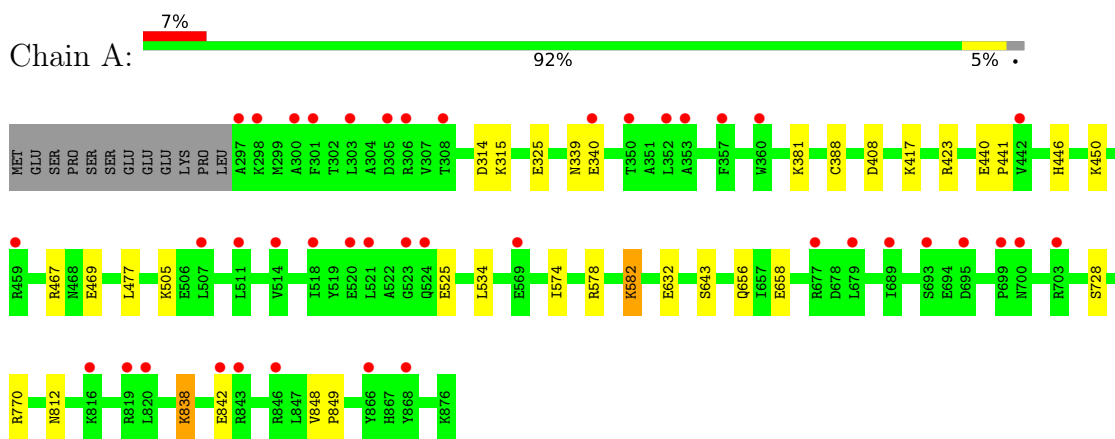 7%
Chain A:
92% 5% •
MET GLU SER PRO SER SER GLU GLU GLU LYS PRO LEU A297 K298 M299 A300 F301 T302 L303 A304 D305 R306 V307 T308 D314 K315 E325 N339 E340 T350 A351 L352 A353 F357 W360 K381 C388 D408 K417 R423 E440 P441 V442 H446 K450
R459 R467 N468 E469 L477 K505 E506 L507 L511 V514 I518 Y519 E520 L521 A522 G523 Q524 E525 L534 E569 I574 R578 K582 E632 S643 Q656 I657 E658 R677 D678 L679 I689 S693 E694 D695 P699 N700 R703 S728
R770 N812 K816 R819 L820 K838 E842 R843 R846 L847 V848 P849 Y866 H867 Y868 K876